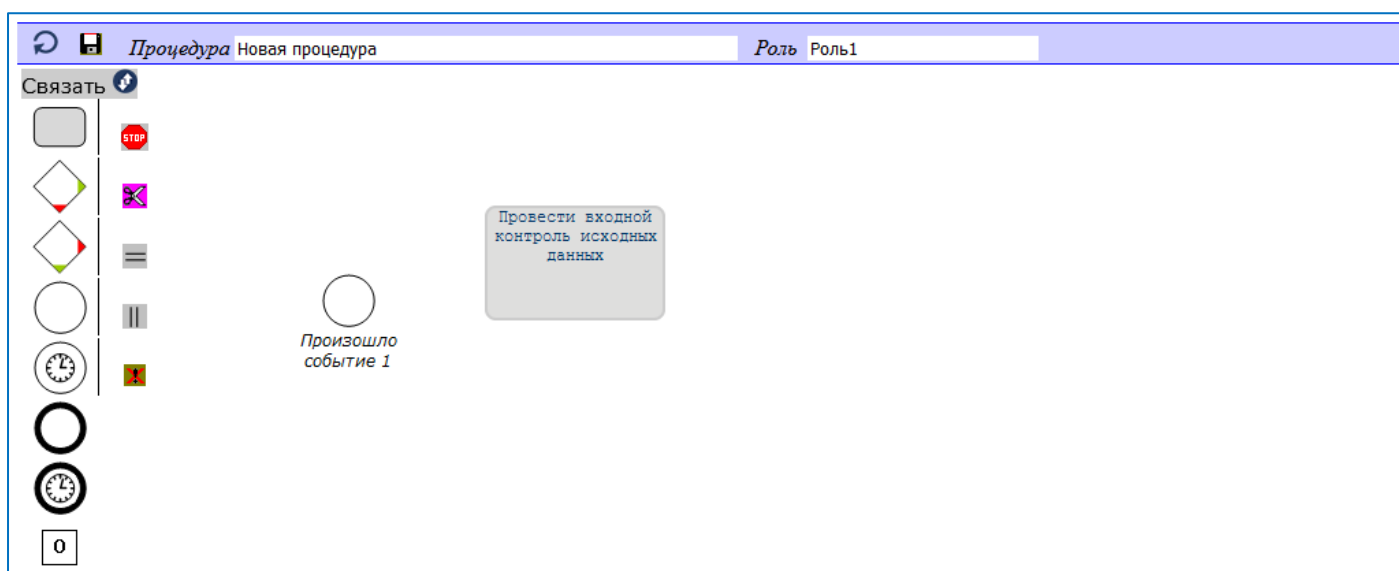 Процедура Новая процедура Роль Роль1
Связать
STOP
Провести входной
контроль исходных
данных
Произошло
событие 1
0